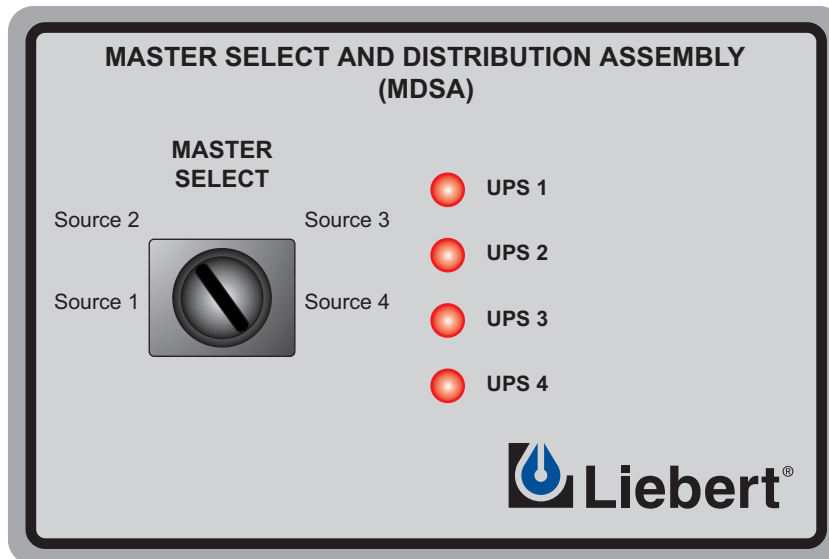 MASTER SELECT AND DISTRIBUTION ASSEMBLY
(MDSA)
MASTER
SELECT
Source 2
Source 3
Source 1
Source 4
UPS 1
UPS 2
UPS 3
UPS 4
Liebert®